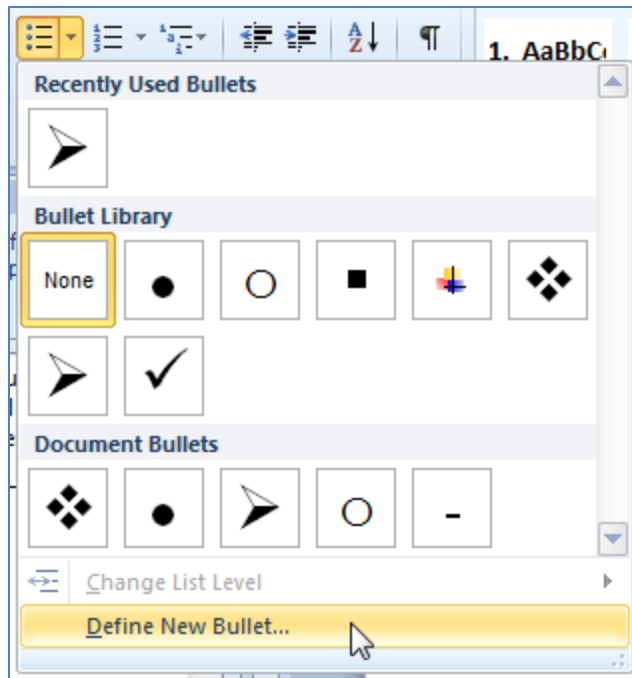 1. AaBbC
Recently Used Bullets
Bullet Library
None
Document Bullets
Change List Level
Define New Bullet...